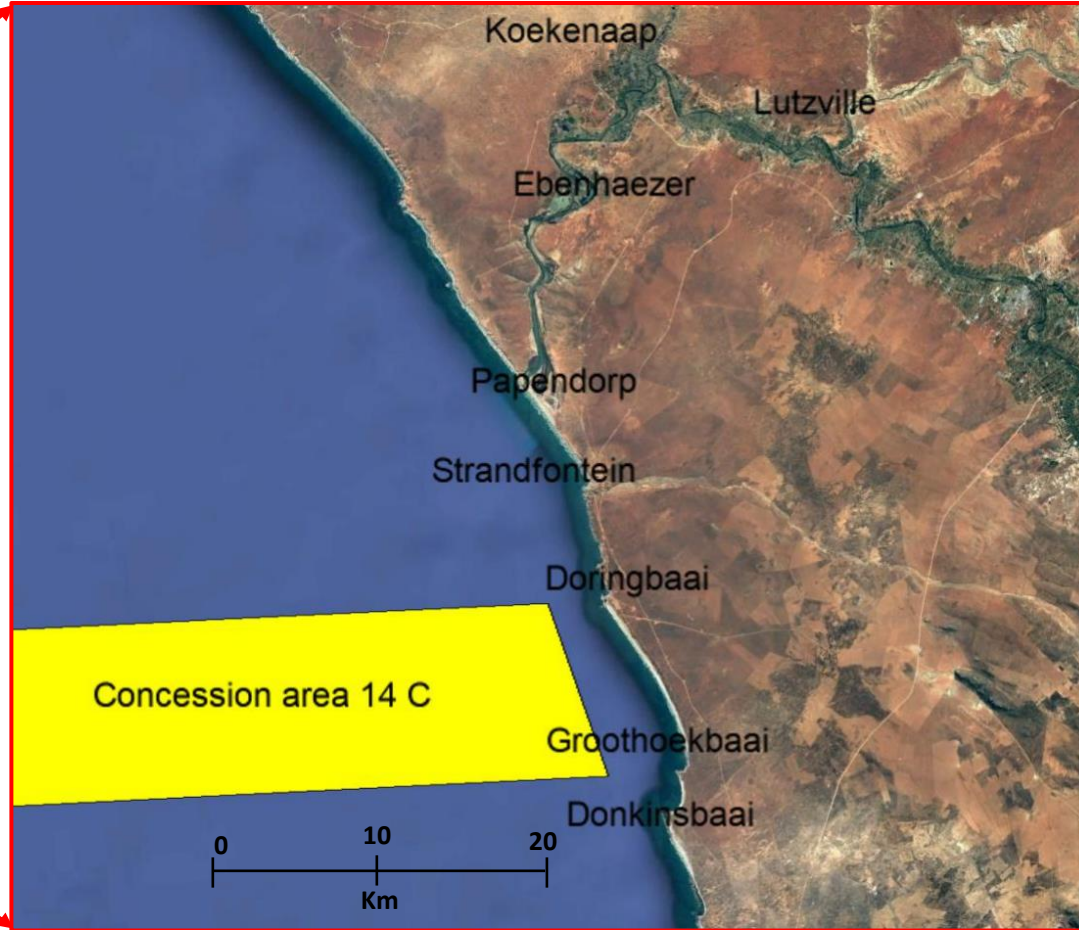 Koekenaap
Lutzville
Ebenhaezer
Papendorp
Strandfontein
Doringbaai
Concession area 14 C
Groothoekbaai
Donkinsbaai
0 10 20
Km